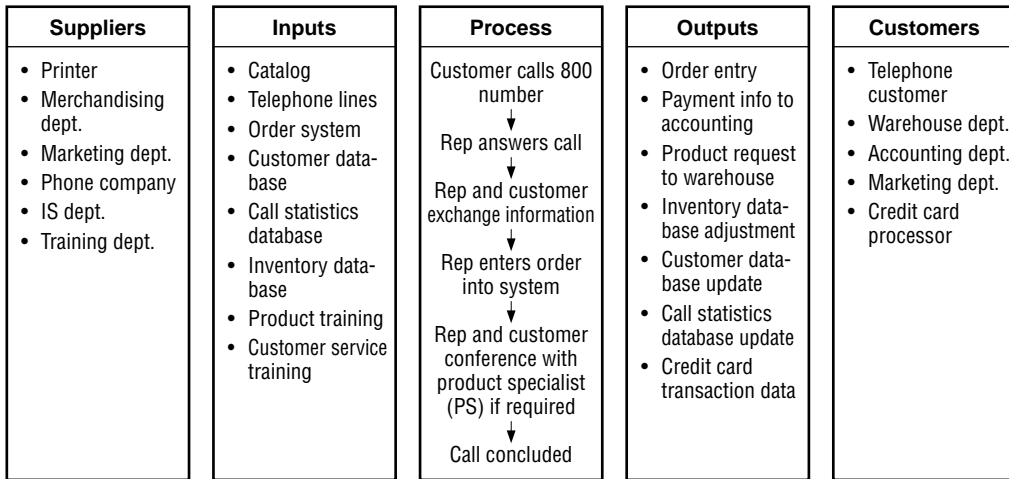 Suppliers
• Printer
• Merchandising
dept.
• Marketing dept.
• Phone company
• IS dept.
• Training dept.
Inputs
• Catalog
• Telephone lines
• Order system
• Customer data-
base
• Call statistics
database
• Inventory data-
base
• Product training
• Customer service
training
Process
Customer calls 800
number
Rep answers call
Rep and customer
exchange information
Rep enters order
into system
Rep and customer
conference with
product specialist
(PS) if required
Call concluded
Outputs
• Order entry
• Payment info to
accounting
• Product request
to warehouse
• Inventory data-
base adjustment
• Customer data-
base update
• Call statistics
database update
• Credit card
transaction data
Customers
• Telephone
customer
• Warehouse dept.
• Accounting dept.
• Marketing dept.
• Credit card
processor